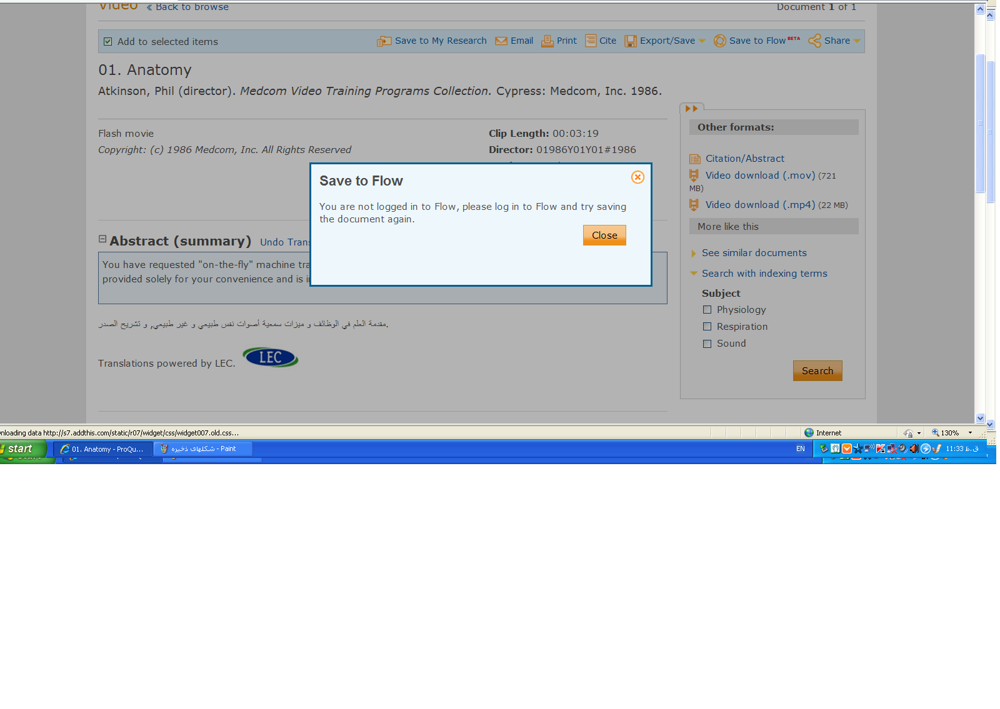 Video « Back to browse
Document 1 of 1
Add to selected items
Save to My Research Email Print Cite Export/Save Save to Flow BETA Share
01. Anatomy
Atkinson, Phil (director). Medcom Video Training Programs Collection. Cypress: Medcom, Inc. 1986.
Flash movie
Copyright: (c) 1986 Medcom, Inc. All Rights Reserved
Clip Length: 00:03:19
Director: 01986Y01Y01#1986
Save to Flow
You are not logged in to Flow, please log in to Flow and try saving
the document again.
Close
Abstract (summary) Undo
You have requested "on-the-fly" machine
provided solely for your convenience and is
مقدمة العلم في الوظائف و ميزات سمعية أصوات نفس طبيعي و غير طبيعي, و تشريح الصدر.
Translations powered by LEC.
LEC
Other formats:
Citation/Abstract
Video download (.mov) (721
MB)
Video download (.mp4) (22 MB)
More like this
See similar documents
Search with indexing terms
Subject
Physiology
Respiration
Sound
Search
nloading data http://s7.addthis.com/static/r07/widget/css/widget007.old.css...
Internet
130%
start
01. Anatomy - ProQu...
شكلهای ذخیره - Paint
EN
11:33 ق.ظ